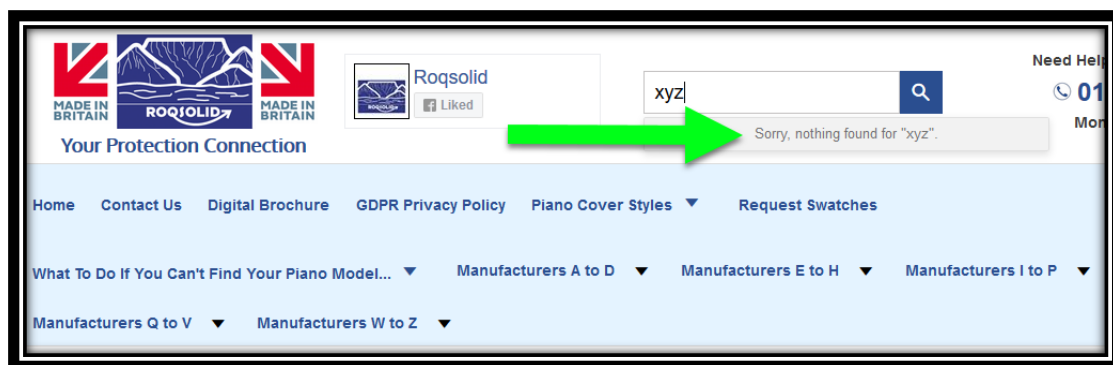 MADE IN
BRITAIN
ROQSOLID
MADE IN
BRITAIN
Your Protection Connection
Roqsolid
Liked
xyz
Sorry, nothing found for "xyz".
Need Help
01
Mon
Home Contact Us Digital Brochure GDPR Privacy Policy Piano Cover Styles ▼ Request Swatches
What To Do If You Can't Find Your Piano Model... ▼ Manufacturers A to D ▼ Manufacturers E to H ▼ Manufacturers I to P ▼
Manufacturers Q to V ▼ Manufacturers W to Z ▼